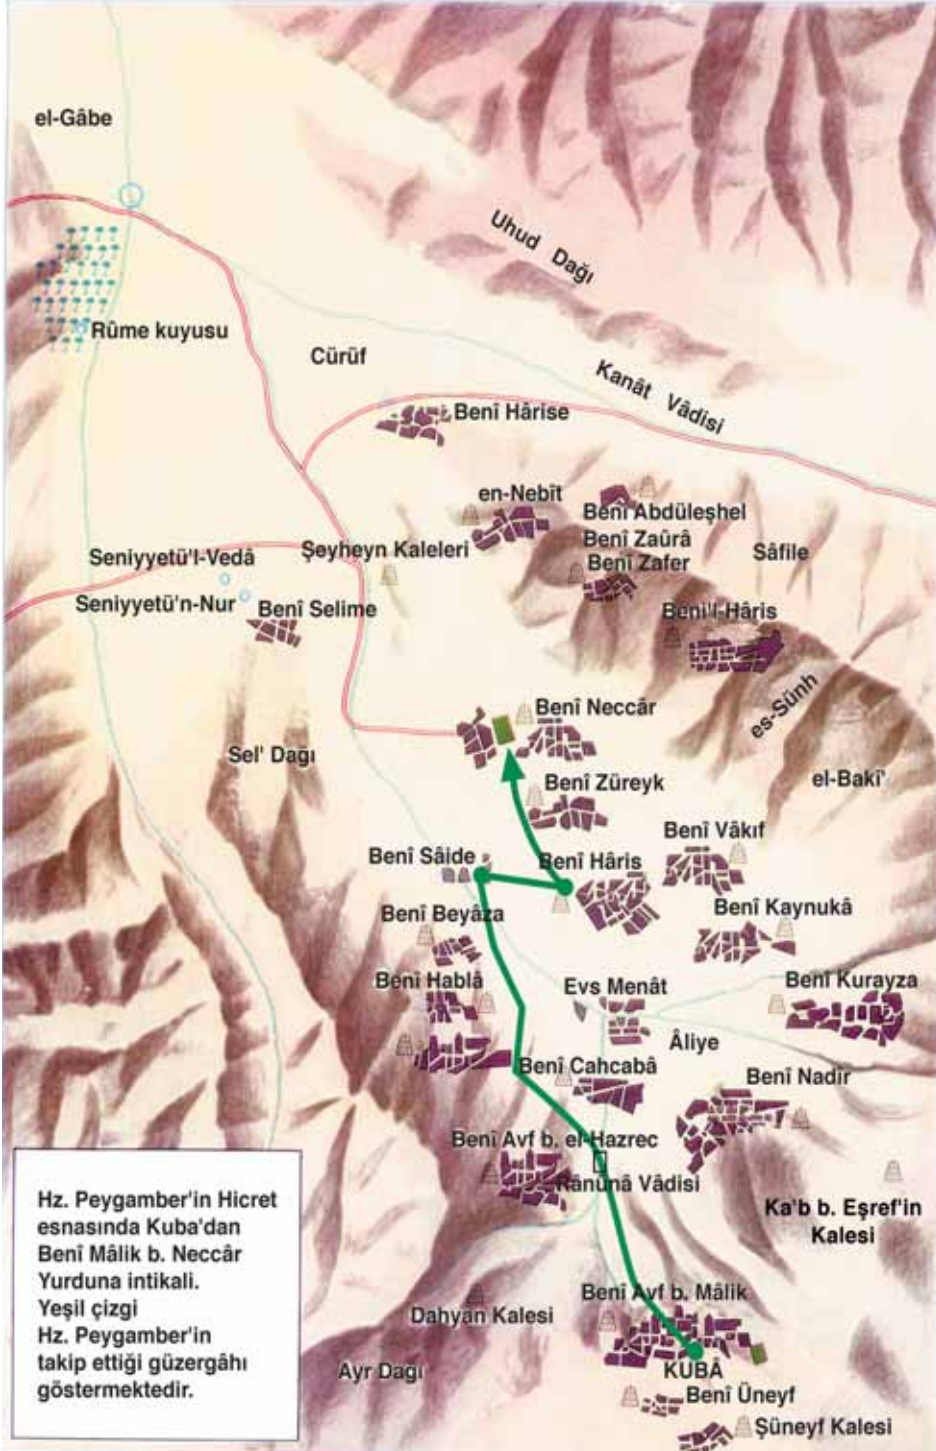 el-Gâbe
Uhud Dağı
Rûme kuyusu
Cürüf
Kanât Vâdisi
Benî Hârise
en-Nebît
Benî Abdüleşhel
Benî Zaûrâ
Benî Zafer
Sâfile
Şeyheyn Kaleleri
Seniyyetü'l-Vedâ
Seniyyetü'n-Nur
Benî Selime
Beni'l-Hâris
es-Sünh
Benî Neccâr
Sel' Dağı
el-Bakî'
Benî Züreyk
Benî Vâkıf
Benî Sâide
Benî Hâris
Benî Beyâza
Benî Kaynukâ
Benî Hablâ
Evs Menât
Benî Kurayza
Âliye
Benî Cahcabâ
Benî Nadîr
Benî Avf b. el-Hazrec
Rânûnâ Vâdisi
Ka'b b. Eşref'in
Kalesi
Hz. Peygamber'in Hicret
esnasında Kuba'dan
Benî Mâlik b. Neccâr
Yurduna intikali.
Yeşil çizgi
Hz. Peygamber'in
takip ettiği güzergâhı
göstermektedir.
Benî Avf b. Mâlik
Dahyan Kalesi
Ayr Dağı
KUBÂ
Benî Üneyf
Şüneyf Kalesi